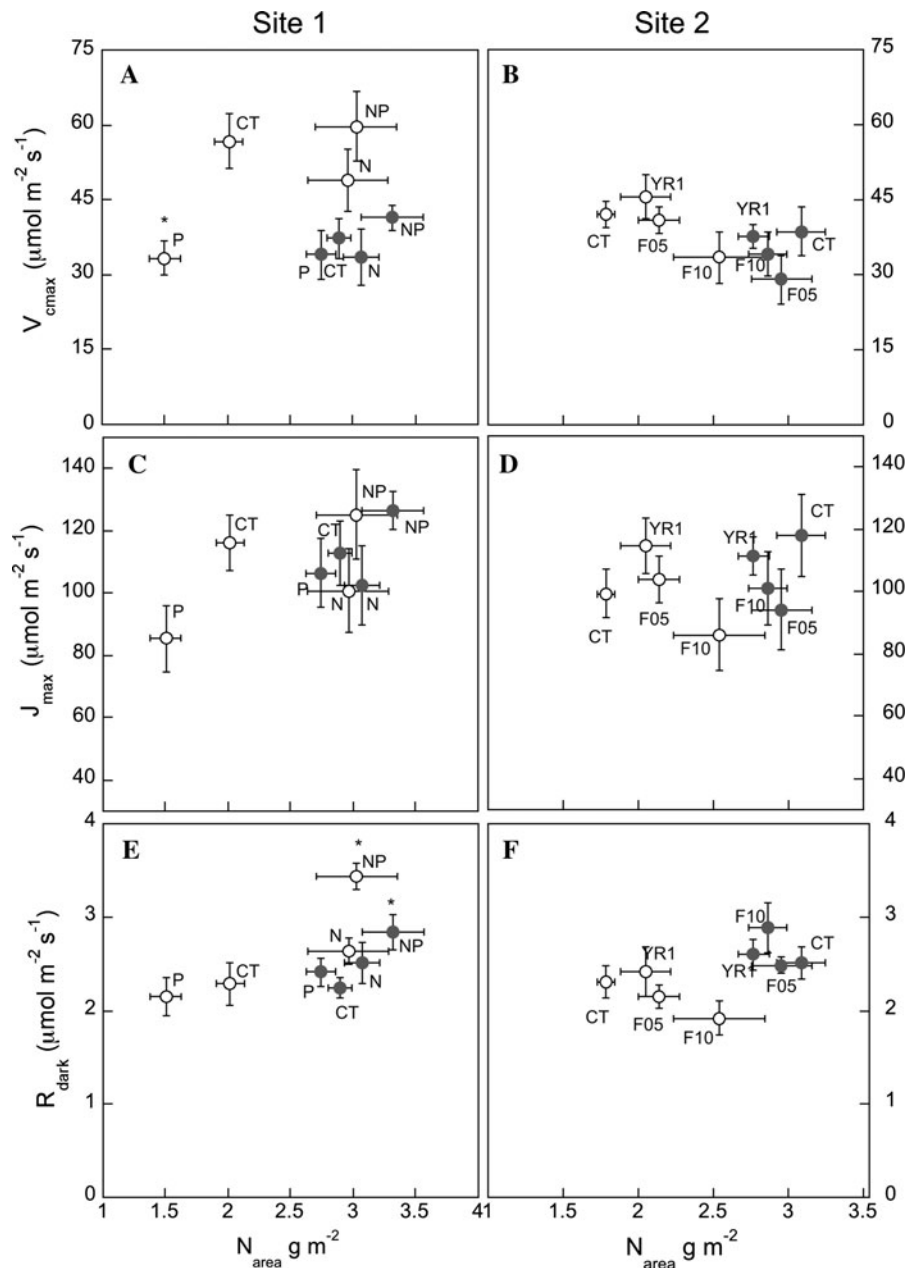 Site 1 Site 2
75 A B 75
60 60
45 45
30 30
15 15
0 0
V cmax (μmol m⁻² s⁻¹)
* P
CT
NP
N
P CT N NP
CT
YR1
F05
F10
YR1
F10
CT
F05
140 C D 140
120 120
100 100
80 80
60 60
40 40
J max (μmol m⁻² s⁻¹)
P
CT
NP
CT NP
P N N
CT
YR1
F05
F10
YR1
F10
CT
F05
4 E F 4
3 3
2 2
1 1
0 0
R dark (μmol m⁻² s⁻¹)
P
CT
* NP
N
* NP
P
CT
N
CT
YR1
F05
F10
F10
YR1
F05
CT
1 1.5 2 2.5 3 3.5 4 1 1.5 2 2.5 3 3.5
N area g m⁻² N area g m⁻²